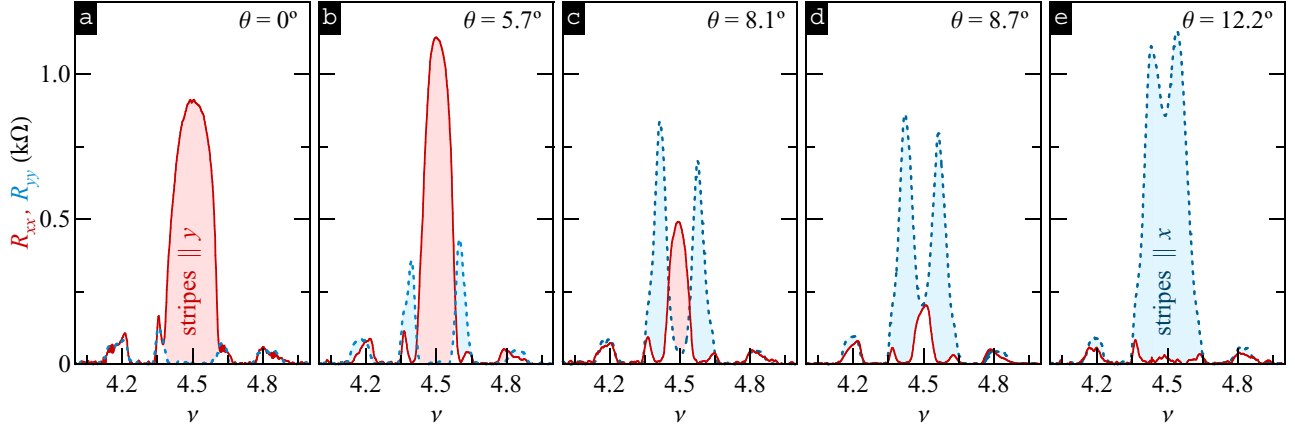 a
θ = 0º
b
θ = 5.7º
c
θ = 8.1º
d
θ = 8.7º
e
θ = 12.2º
1.0
0.5
0
R_xx, R_yy (kΩ)
stripes || y
stripes || x
4.2 4.5 4.8
4.2 4.5 4.8
4.2 4.5 4.8
4.2 4.5 4.8
4.2 4.5 4.8
ν
ν
ν
ν
ν